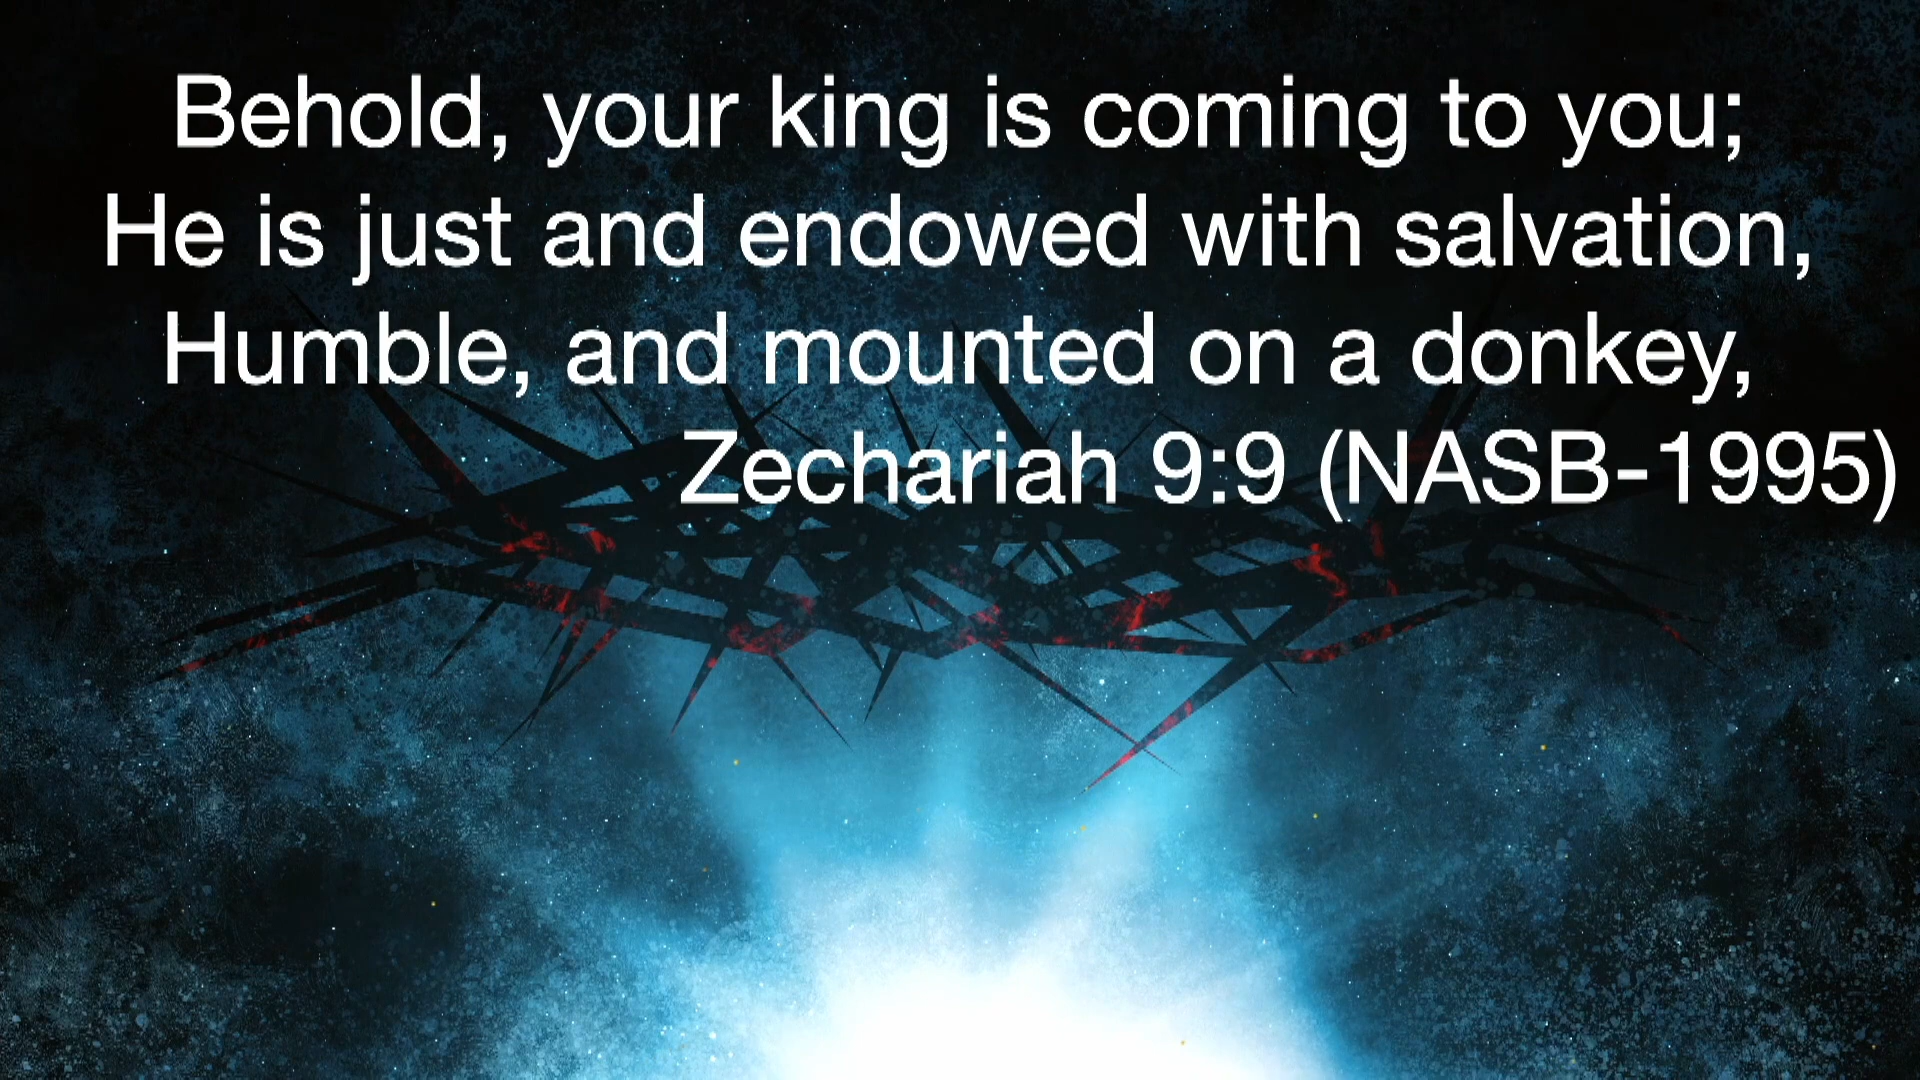 Behold, your king is coming to you;
He is just and endowed with salvation,
Humble, and mounted on a donkey,
Zechariah 9:9 (NASB-1995)